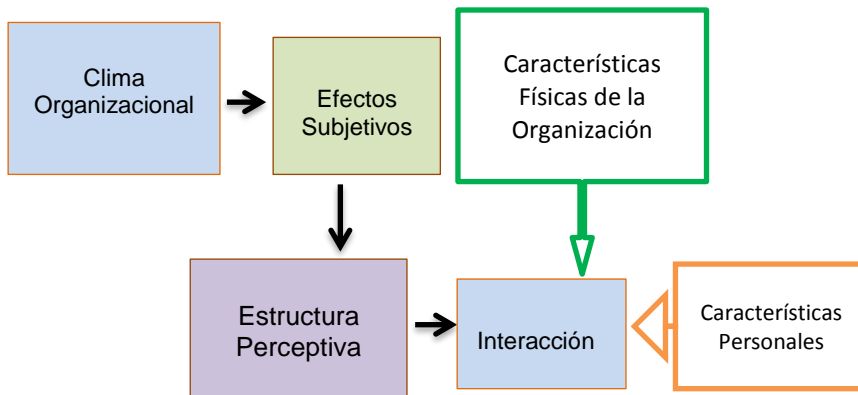 Clima
Organizacional
Efectos
Subjetivos
Características
Físicas de la
Organización
Estructura
Perceptiva
Interacción
Características
Personales